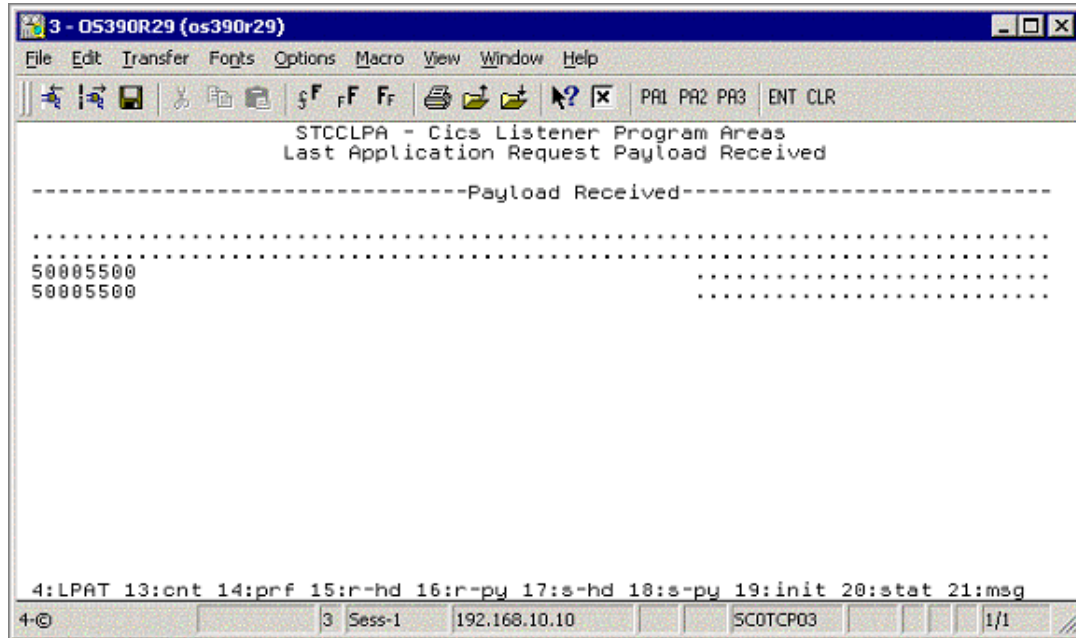 3 - OS390R29 (os390r29)
File Edit Transfer Fonts Options Macro View Window Help
PA1 PA2 PA3 ENT CLR
STCCLPA - Cics Listener Program Areas
Last Application Request Payload Received
---------------------------------Payload Received----------------------------
.............................................................................
.............................................................................
50005500 ...........................
50005500 ...........................
4:LPAT 13:cnt 14:prf 15:r-hd 16:r-py 17:s-hd 18:s-py 19:init 20:stat 21:msg
4-© 3 Sess-1 192.168.10.10 SC0TCP03 1/1